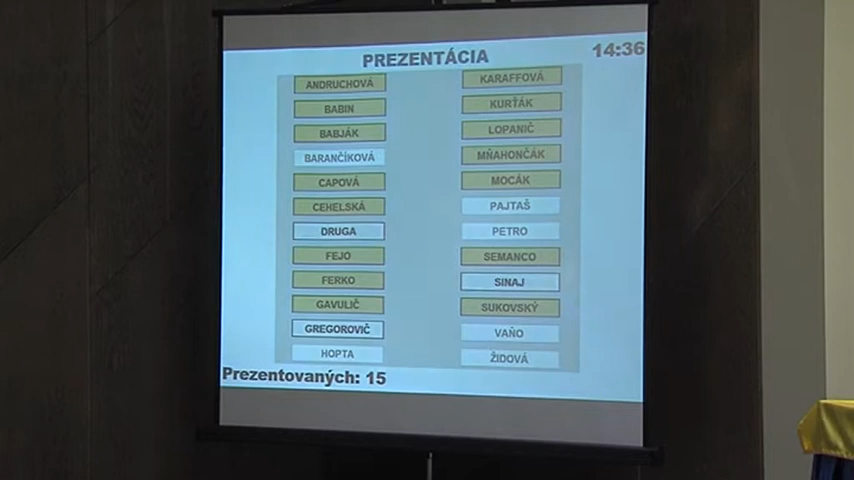 PREZENTÁCIA
14:36
ANDRUCHOVÁ
BABIN
BABJÁK
BARANČÍKOVÁ
CAPOVÁ
CEHELSKÁ
DRUGA
FEJO
FERKO
GAVULIČ
GREGOROVIČ
HOPTA
KARAFFOVÁ
KURŤÁK
LOPANIČ
MŇAHONČÁK
MOCÁK
PAJTAŠ
PETRO
SEMANCO
SINAJ
SUKOVSKÝ
VAŇO
ŽIDOVÁ
Prezentovaných: 15